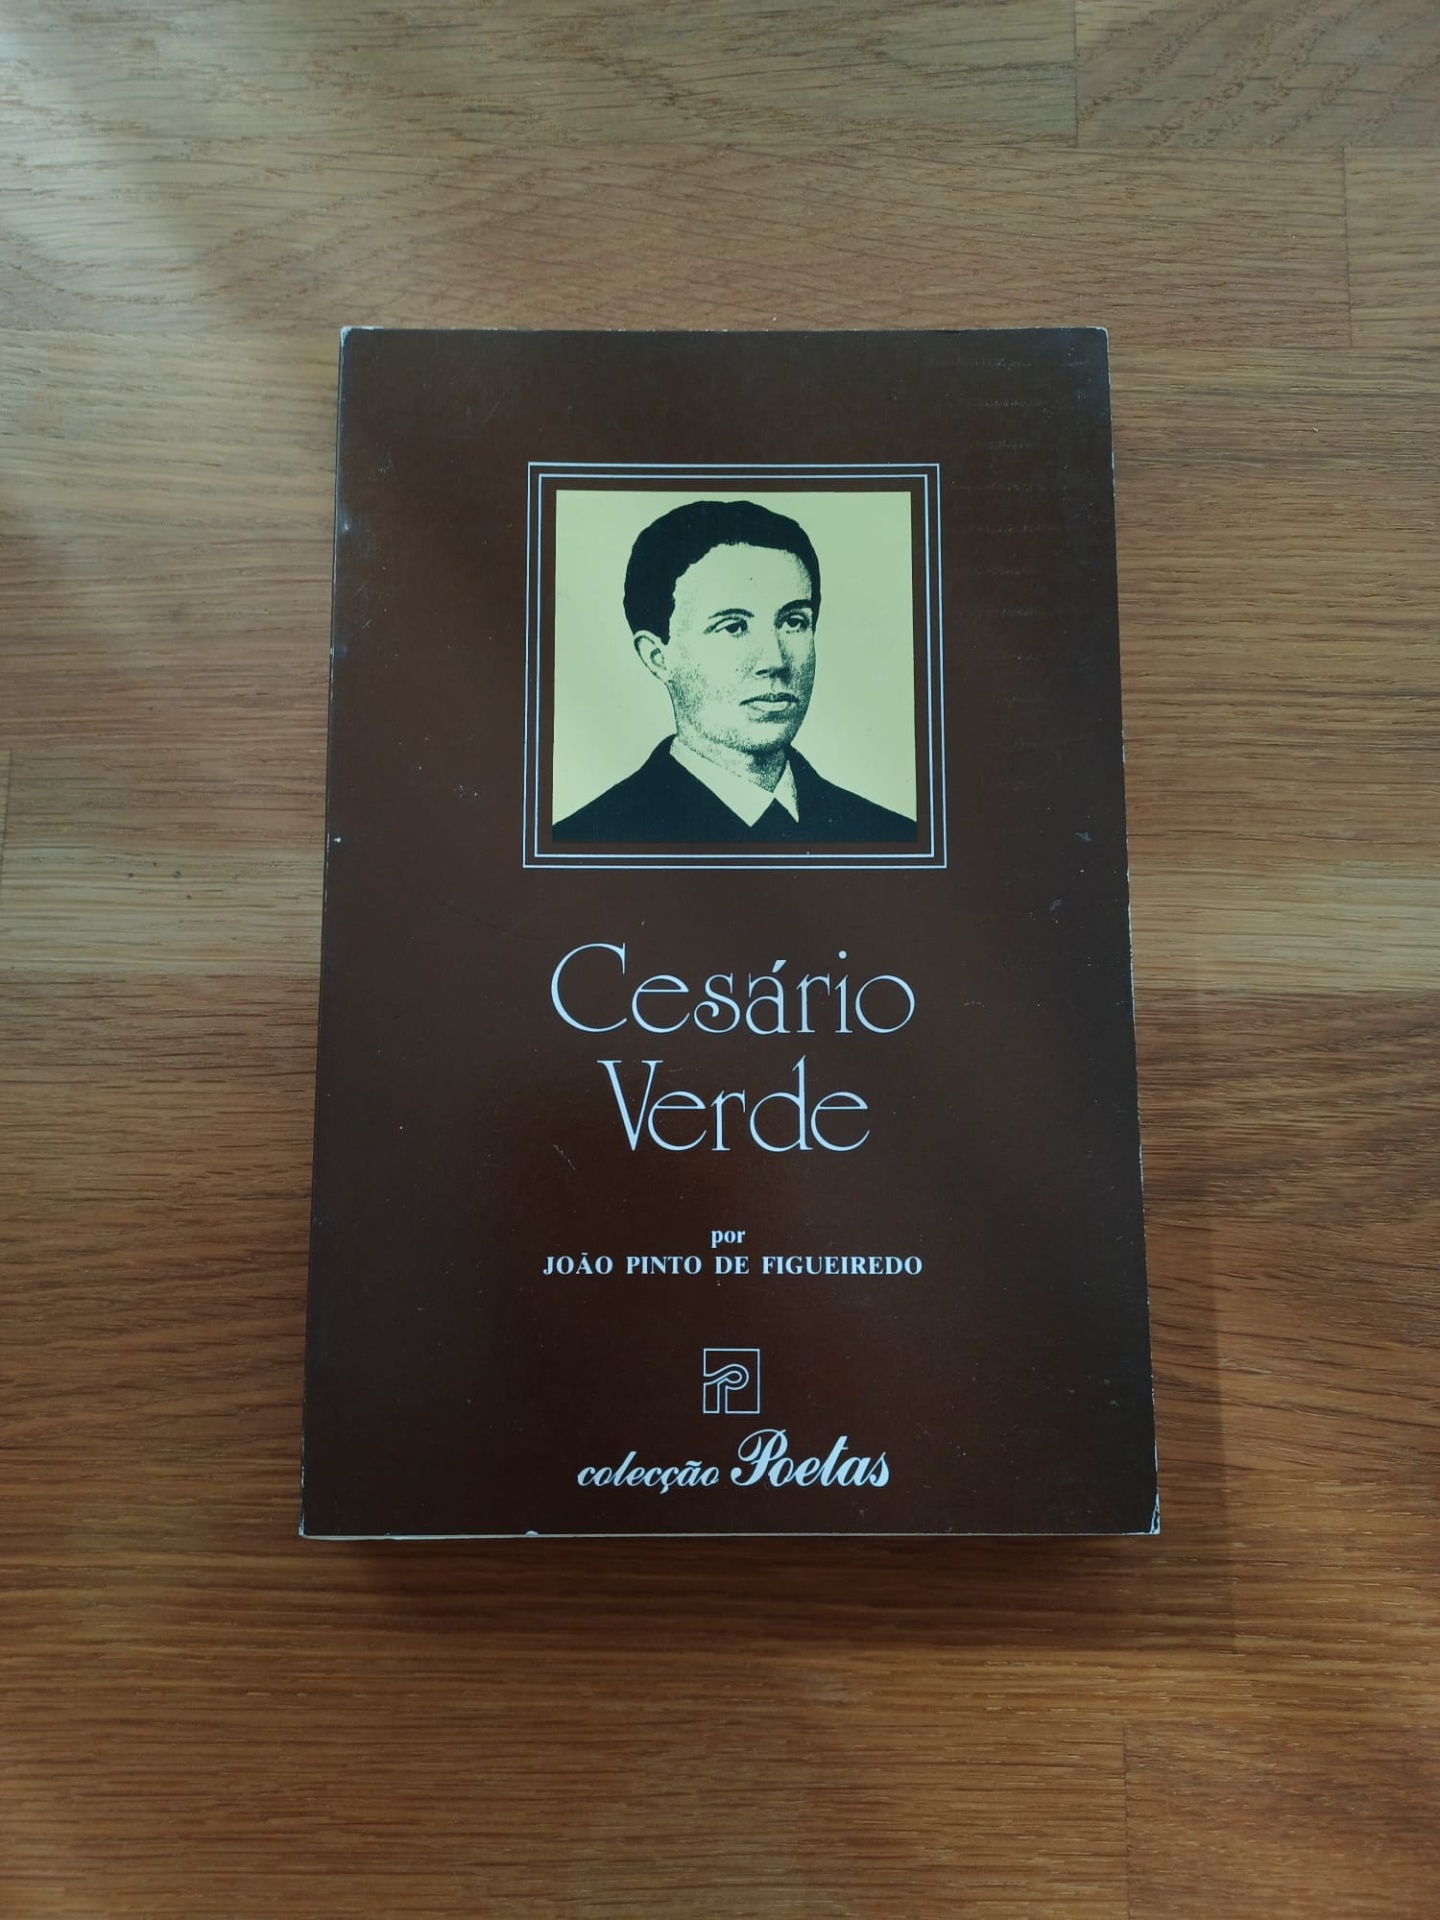 Cesário
Verde
por
JOÃO PINTO DE FIGUEIREDO
colecção Poetas